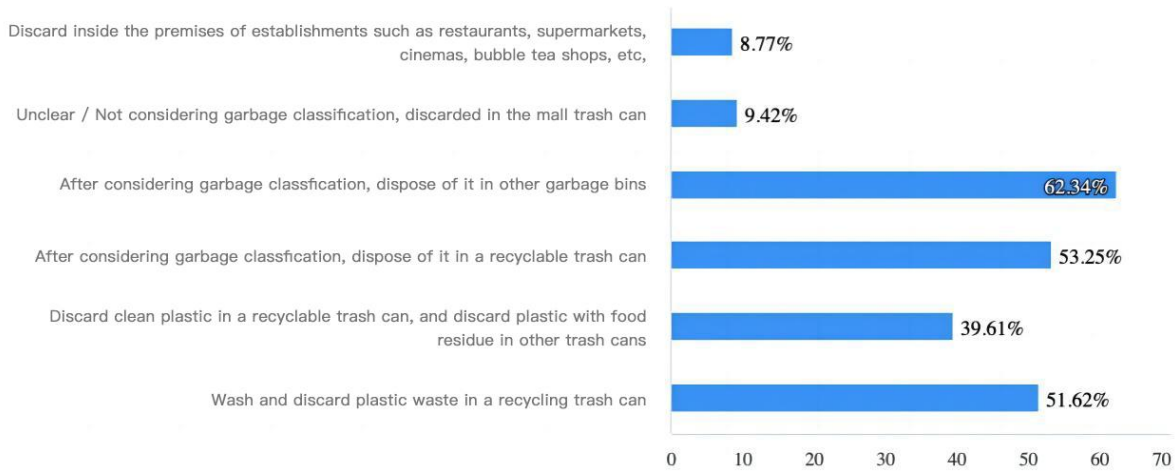 Discard inside the premises of establishments such as restaurants, supermarkets,
cinemas, bubble tea shops, etc,
8.77%
Unclear / Not considering garbage classification, discarded in the mall trash can
9.42%
After considering garbage classfication, dispose of it in other garbage bins
62.34%
After considering garbage classfication, dispose of it in a recyclable trash can
53.25%
Discard clean plastic in a recyclable trash can, and discard plastic with food
residue in other trash cans
39.61%
Wash and discard plastic waste in a recycling trash can
51.62%
0 10 20 30 40 50 60 70